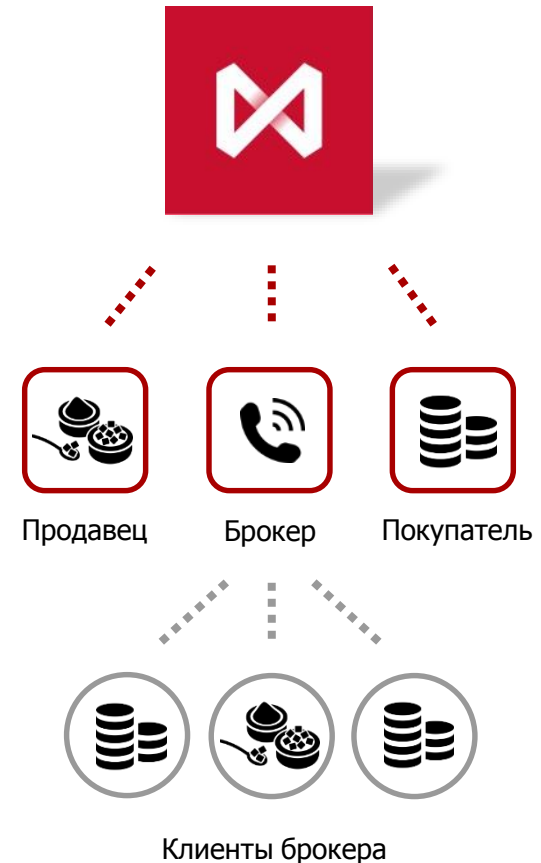 Продавец
Брокер
Покупатель
Клиенты брокера